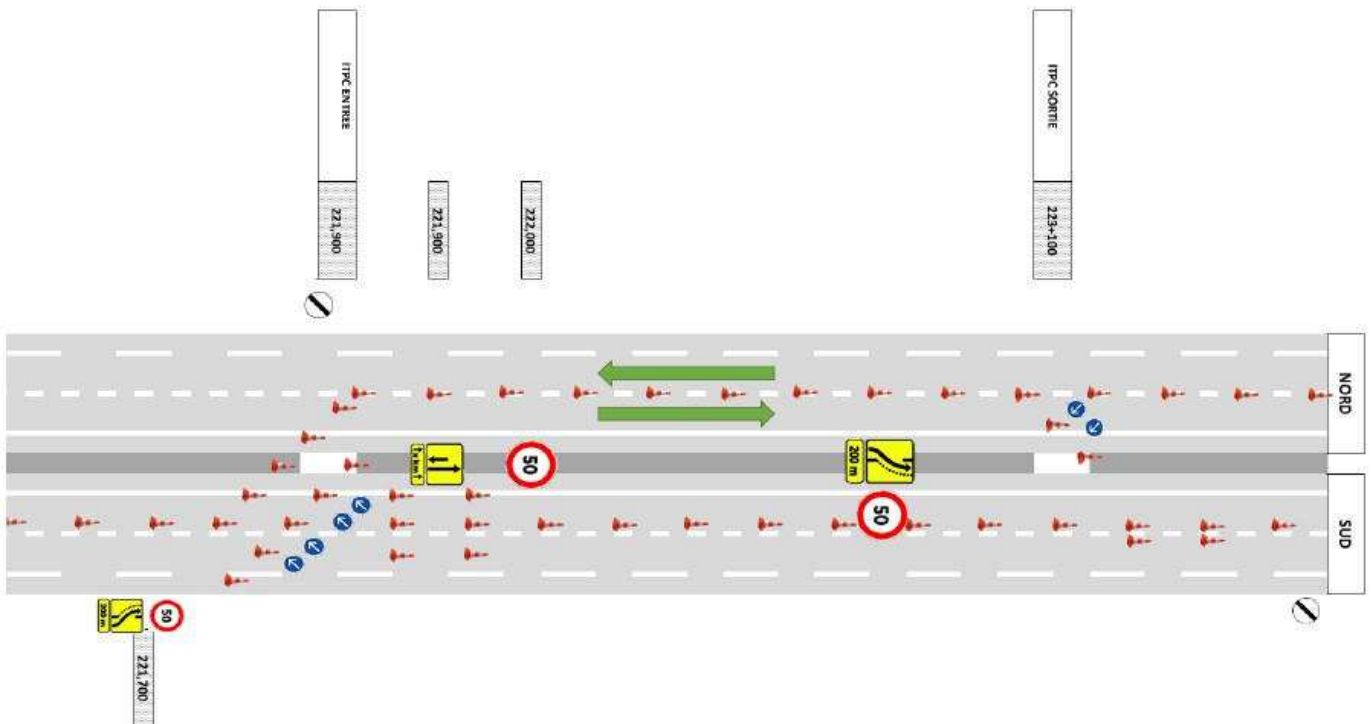 ITPC ENTREE
221,900
221,900
222,000
ITPC SORTIE
223+100
NORD
SUD
50
200 m
50
200 m
50
221,700